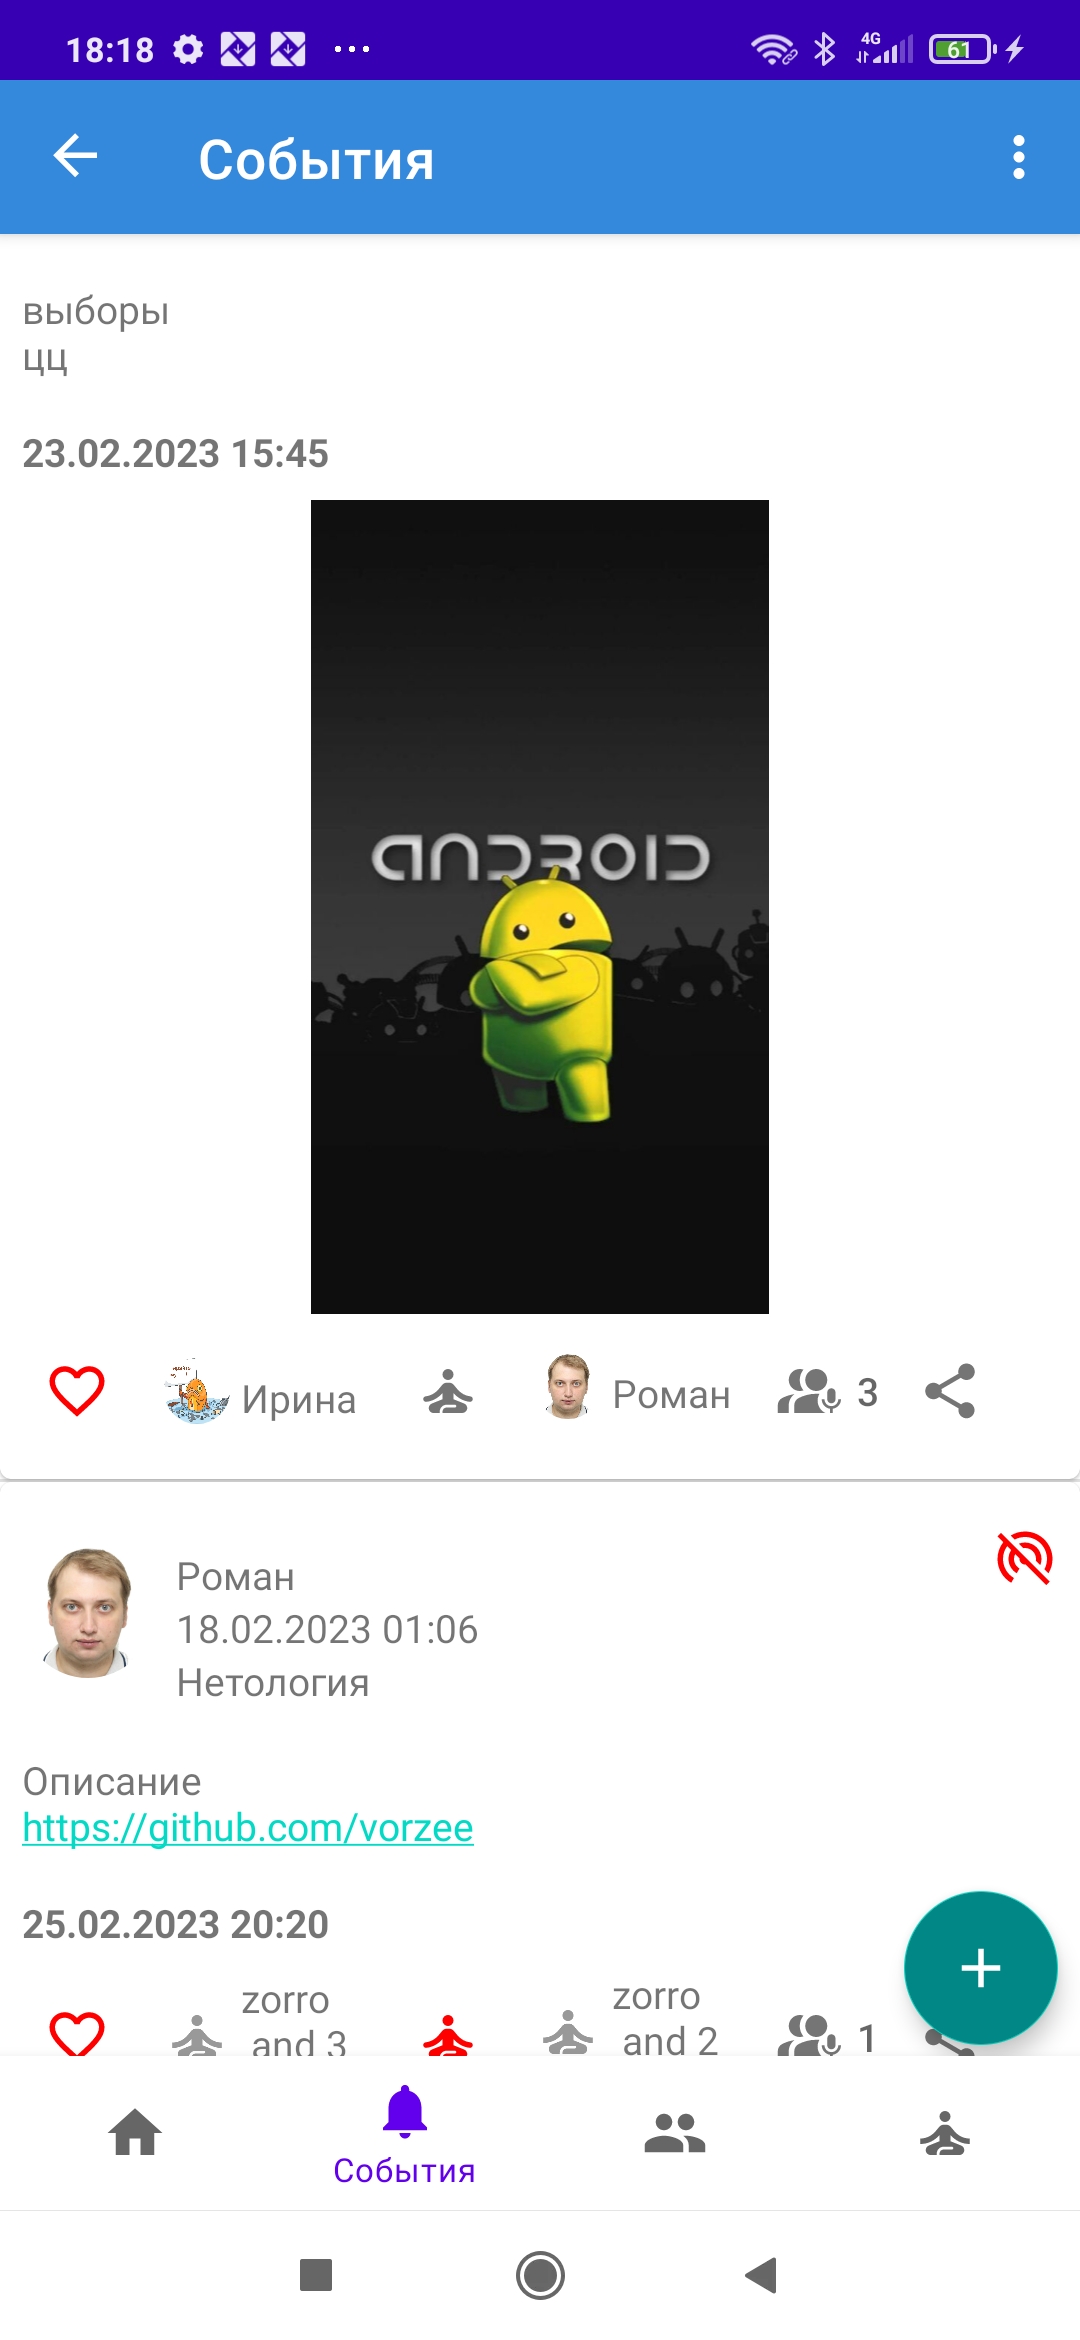 18:18
4G
61
События
выборы
цц
23.02.2023 15:45
ANDROID
Ирина
Роман
3
Роман
18.02.2023 01:06
Нетология
Описание
https://github.com/vorzee
25.02.2023 20:20
zorro
and 3
zorro
and 2
1
События